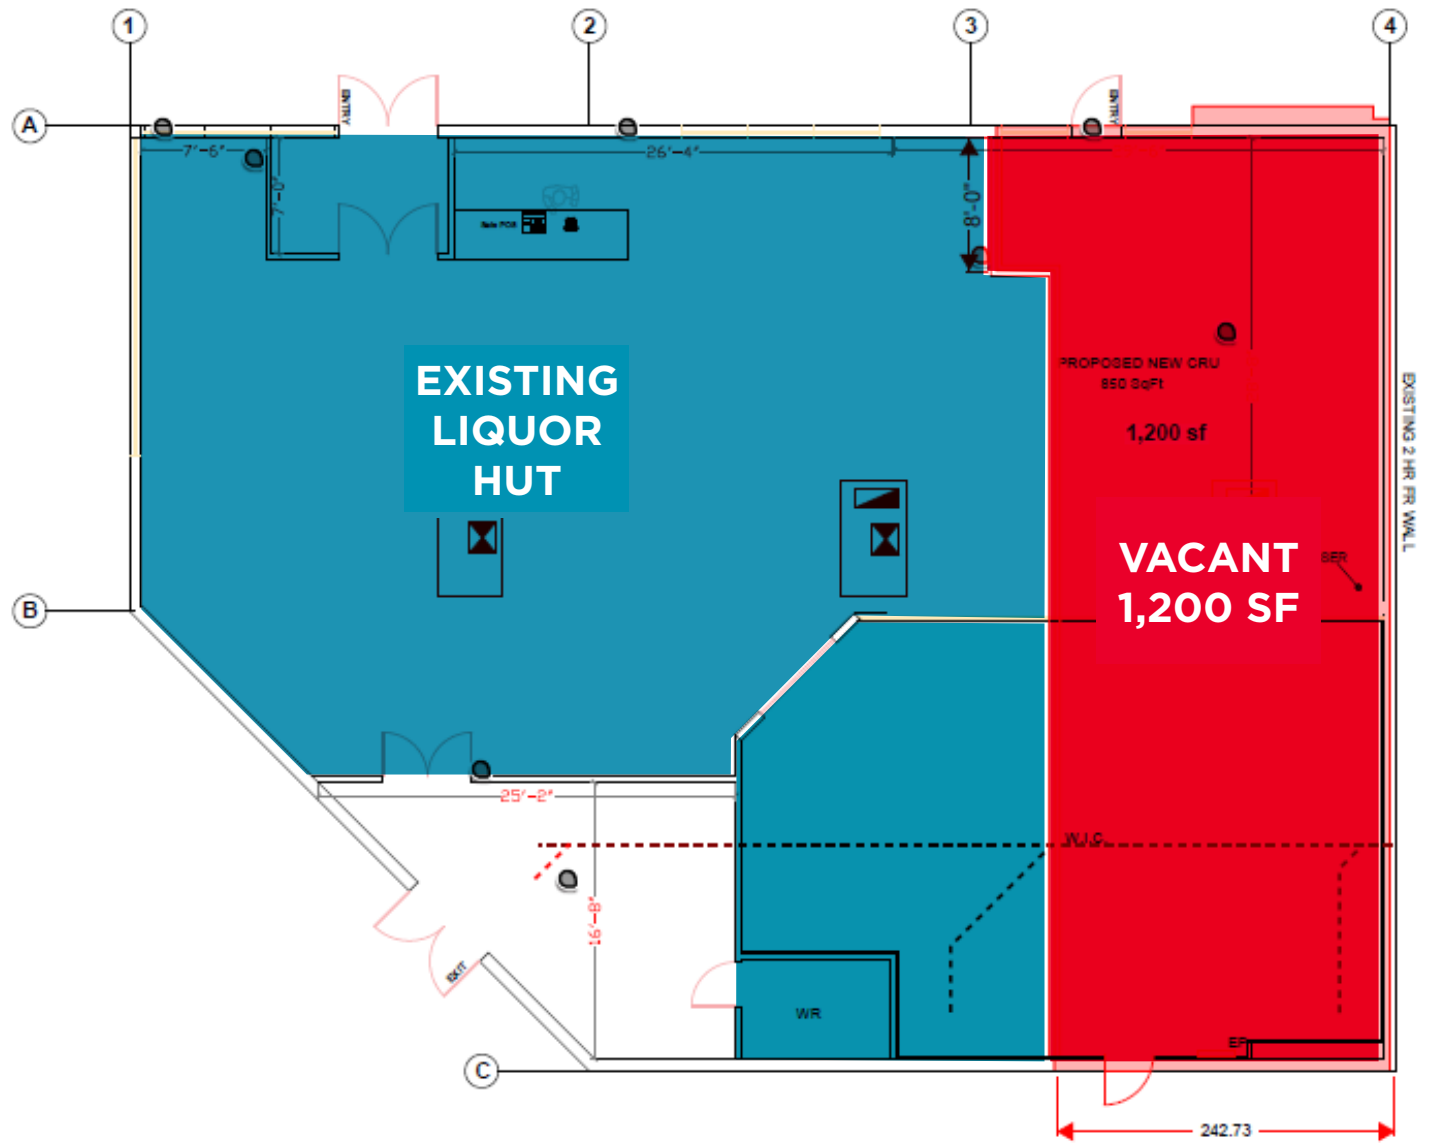 1
2
3
4
A
ENTRY
ENTRY
7'-6"
26'-4"
7'-0"
8'-0"
Sale POS
PROPOSED NEW CRU
850 SqFt
1,200 sf
EXISTING
LIQUOR
HUT
EXISTING 2 HR FR WALL
VACANT
1,200 SF
SER
B
25'-2"
W.I.C.
16'-8"
EXIT
WR
EP
C
242.73